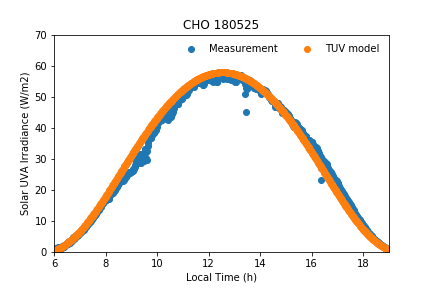 CHO 180525
Measurement TUV model
Solar UVA Irradiance (W/m2)
70
60
50
40
30
20
10
0
6 8 10 12 14 16 18
Local Time (h)